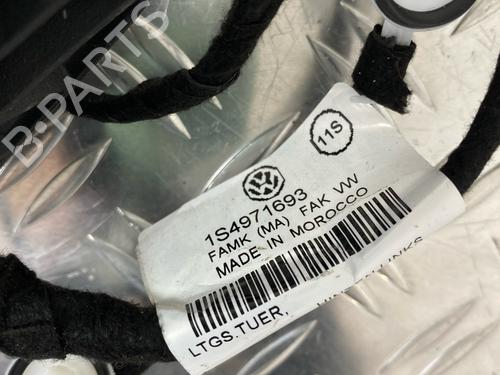 B-PARTS
11S
1S4971693
FAMK (MA) FAK VW
MADE IN MOROCCO
LTGS.TUER,